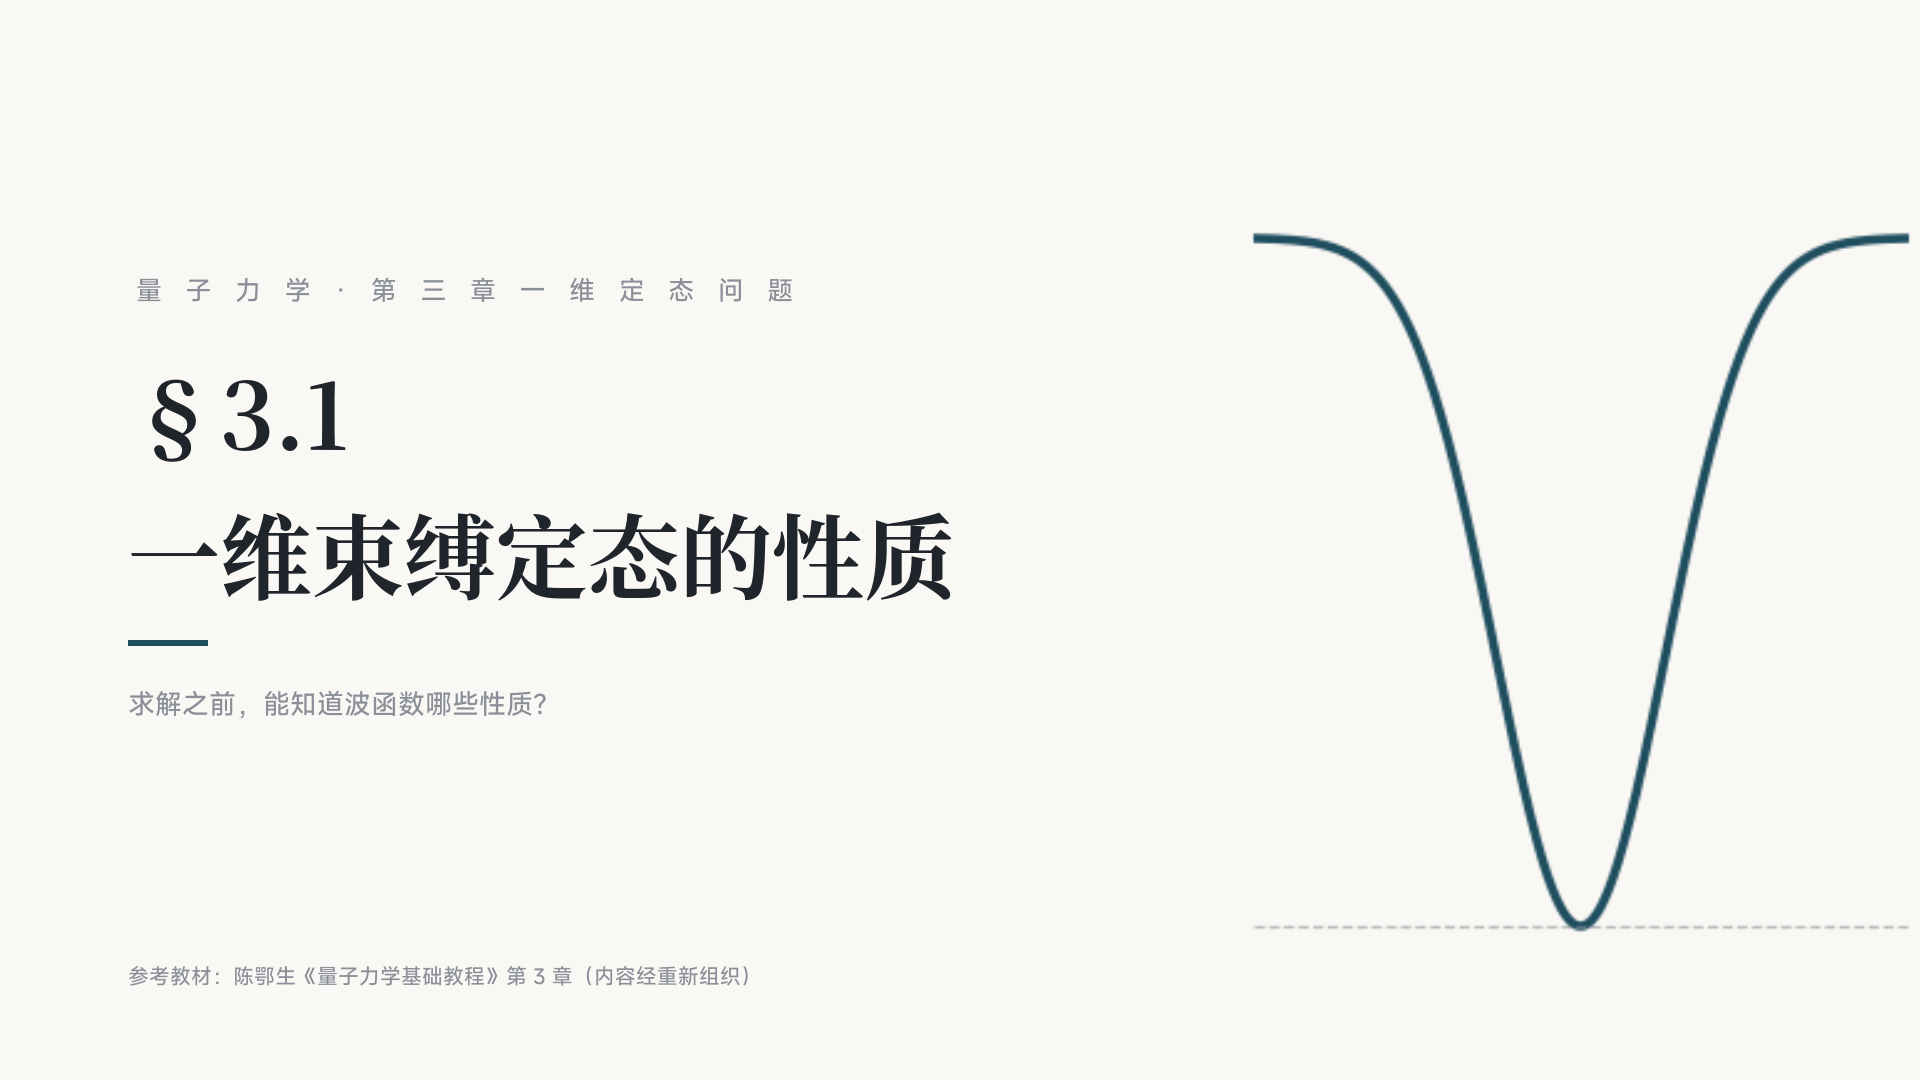 量子力学·第三章一维定态问题
§ 3.1
一维束缚定态的性质
求解之前，能知道波函数哪些性质？
参考教材：陈鄂生《量子力学基础教程》第 3 章（内容经重新组织）